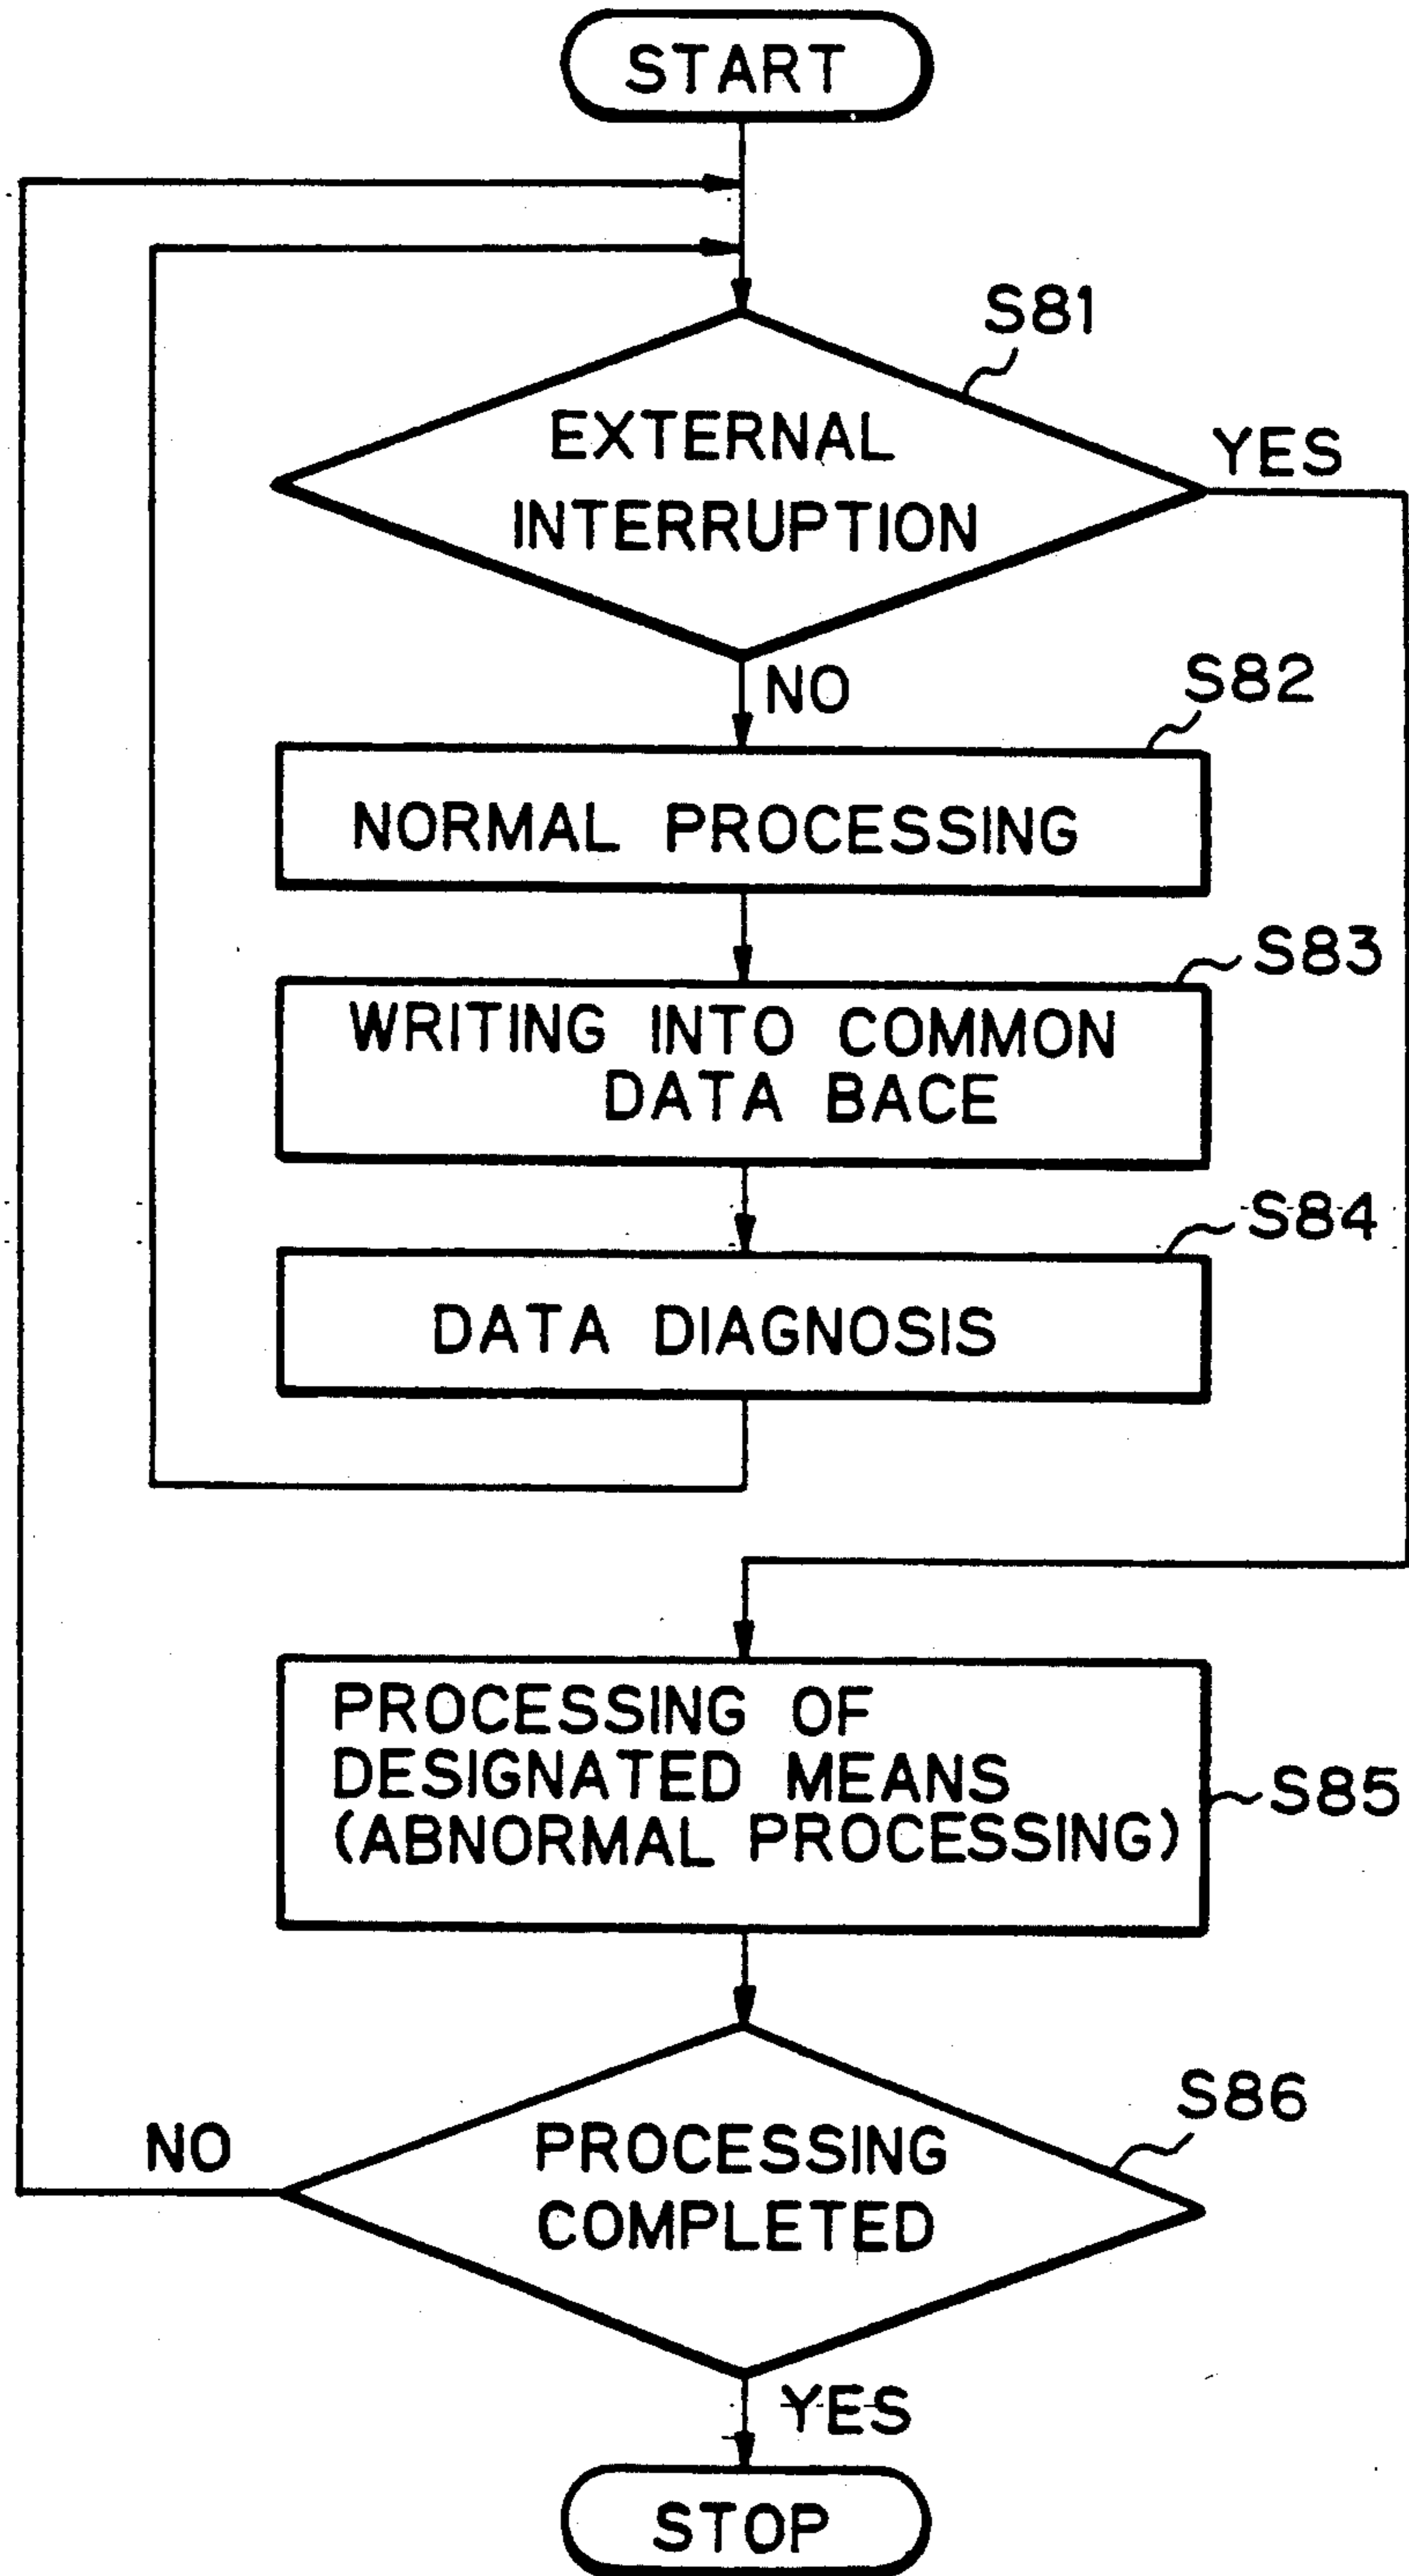 START
S81
EXTERNAL
INTERRUPTION
YES
NO
S82
NORMAL PROCESSING
S83
WRITING INTO COMMON
DATA BACE
S84
DATA DIAGNOSIS
PROCESSING OF
DESIGNATED MEANS
(ABNORMAL PROCESSING)
S85
S86
NO
PROCESSING
COMPLETED
YES
STOP